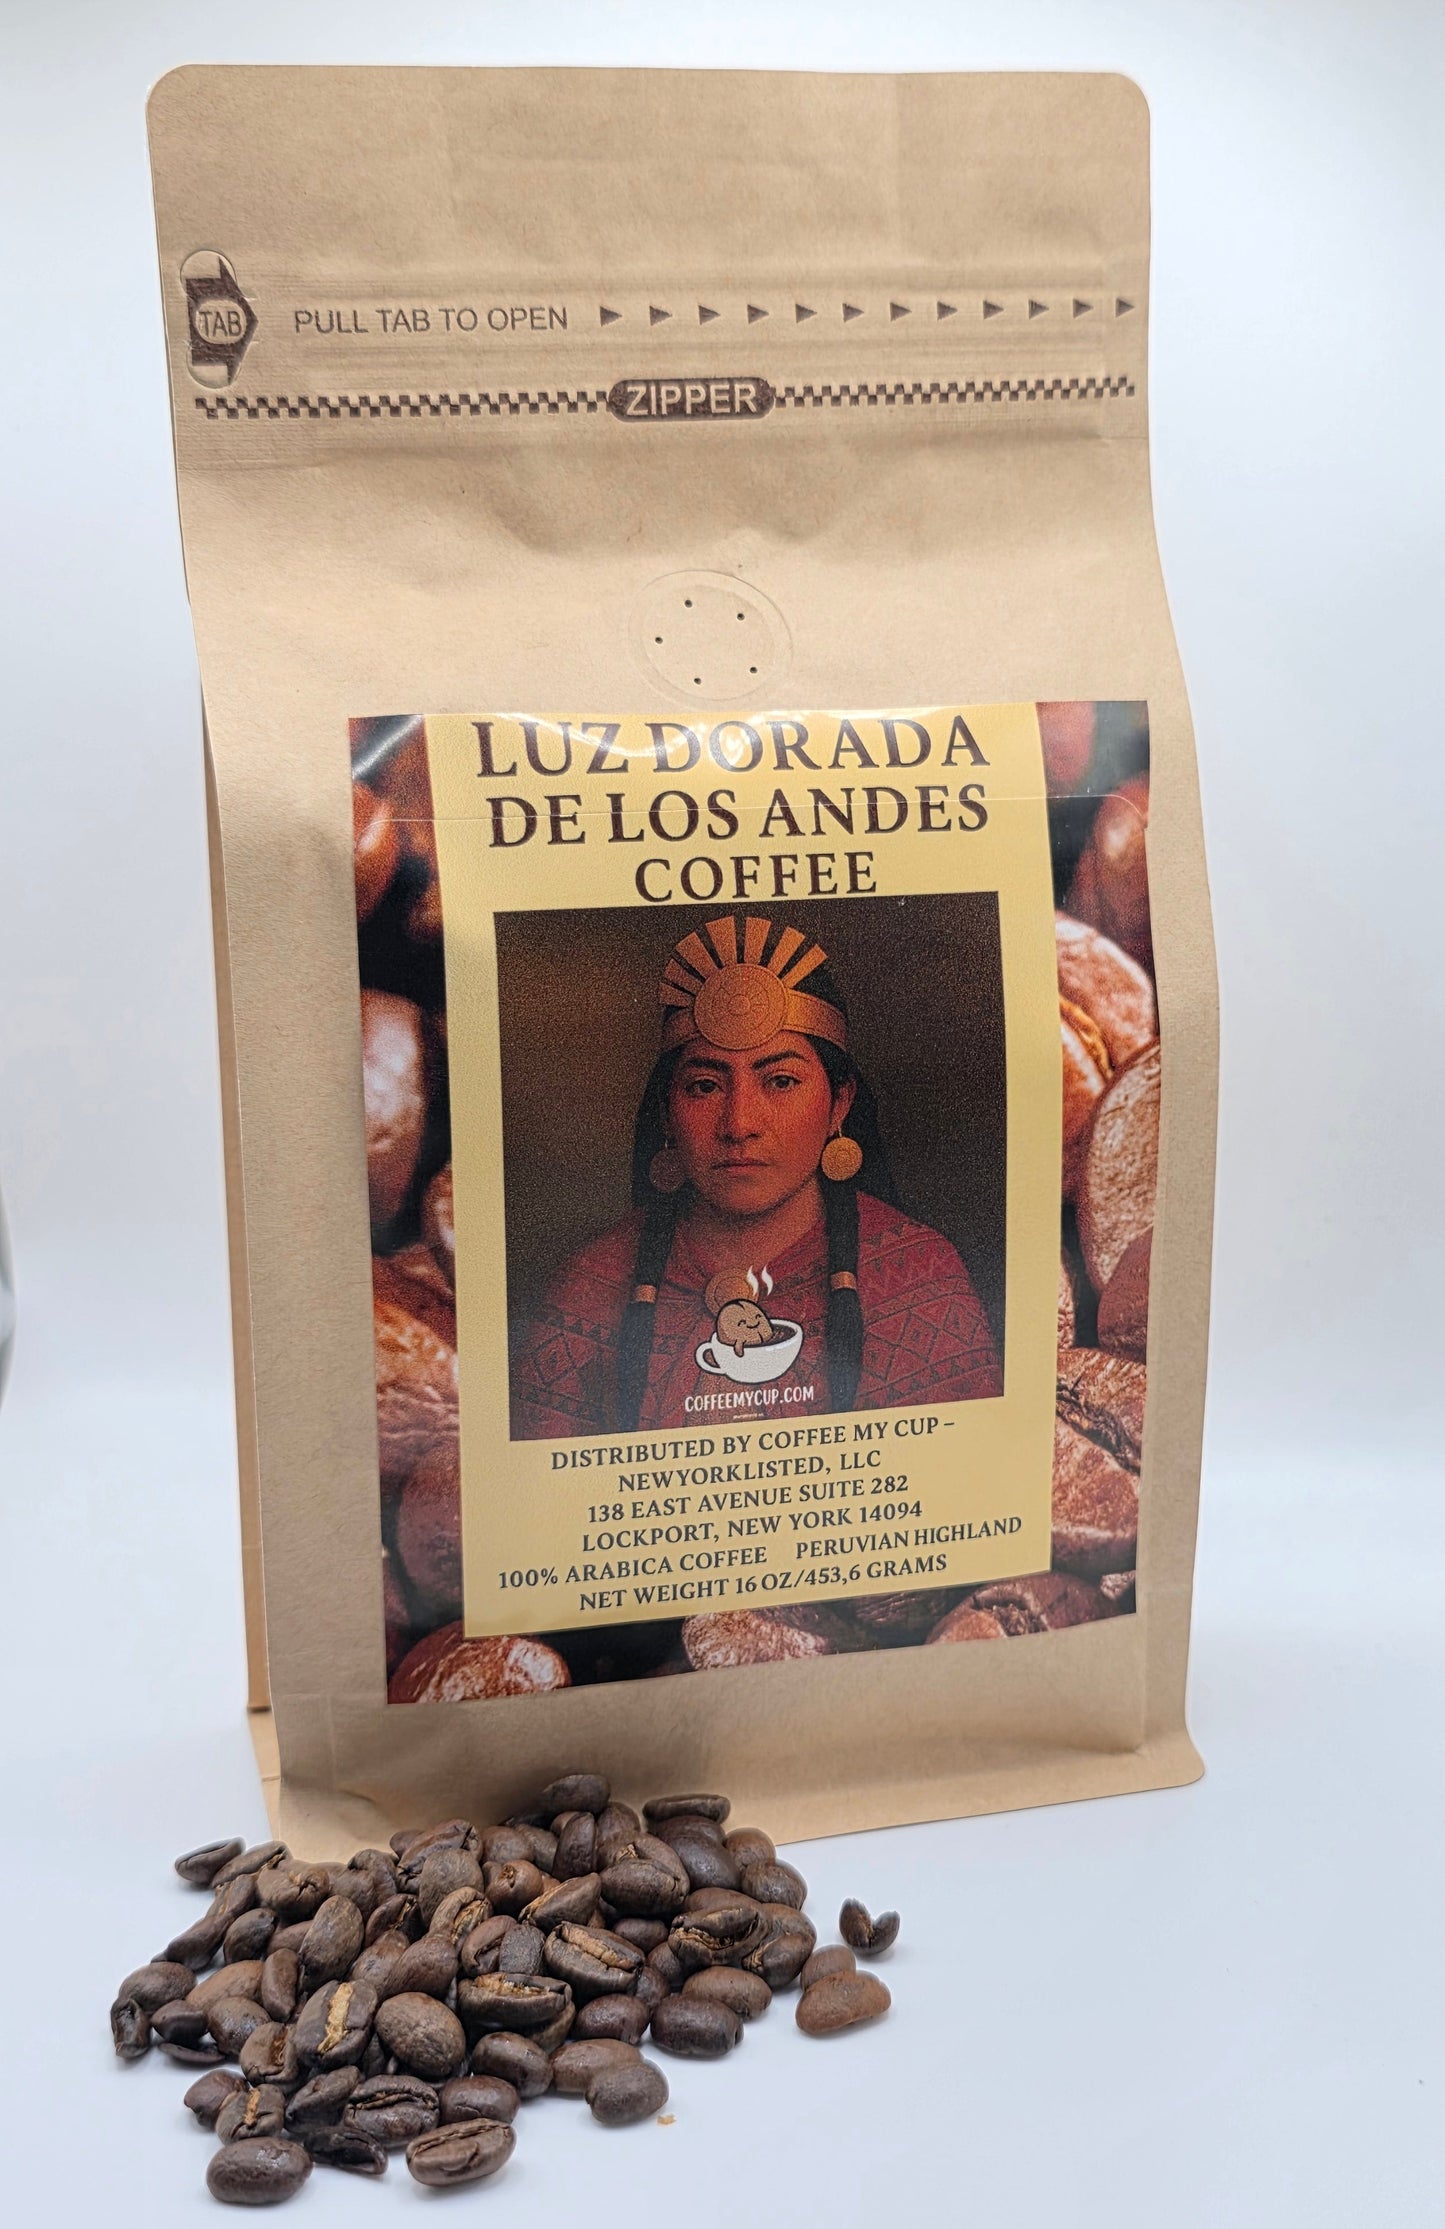 TAB
PULL TAB TO OPEN
ZIPPER
LUZ DORADA
DE LOS ANDES
COFFEE
COFFEEMYCUP.COM
DISTRIBUTED BY COFFEE MY CUP –
NEWYORKLISTED, LLC
138 EAST AVENUE SUITE 282
LOCKPORT, NEW YORK 14094
100% ARABICA COFFEE PERUVIAN HIGHLAND
NET WEIGHT 16 OZ/453,6 GRAMS